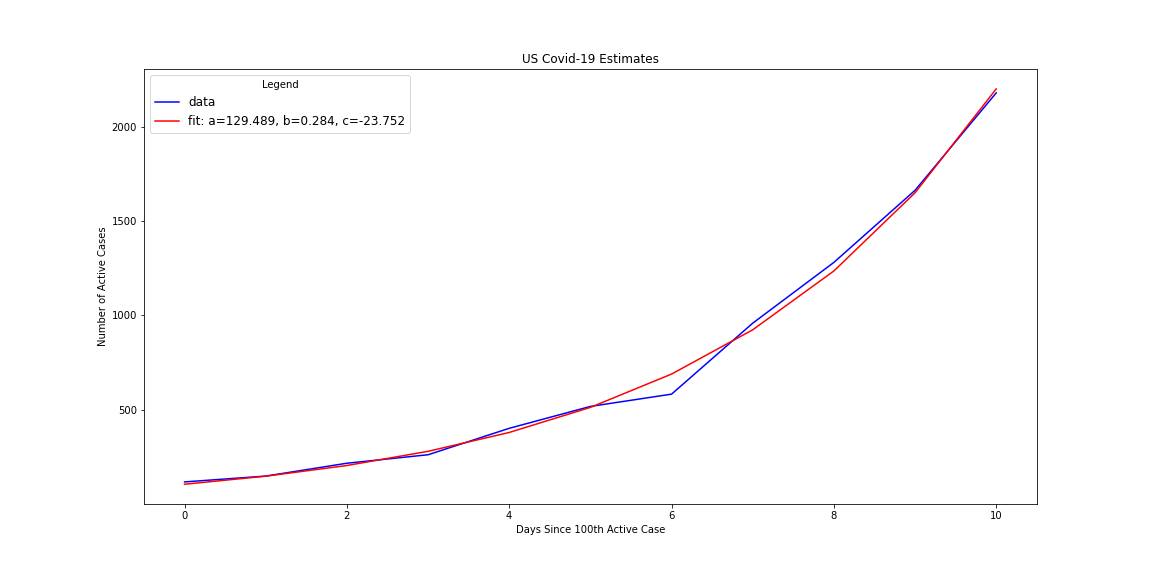 US Covid-19 Estimates
Legend
data
fit: a=129.489, b=0.284, c=-23.752
Number of Active Cases
2000
1500
1000
500
0 2 4 6 8 10
Days Since 100th Active Case